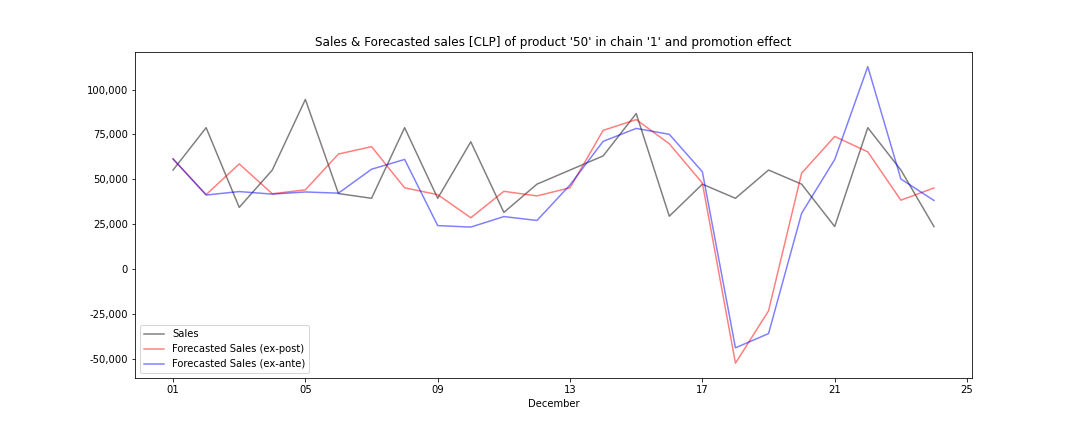 Sales & Forecasted sales [CLP] of product '50' in chain '1' and promotion effect
100,000
75,000
50,000
25,000
0
-25,000
-50,000
Sales
Forecasted Sales (ex-post)
Forecasted Sales (ex-ante)
01 05 09 13 17 21 25
December